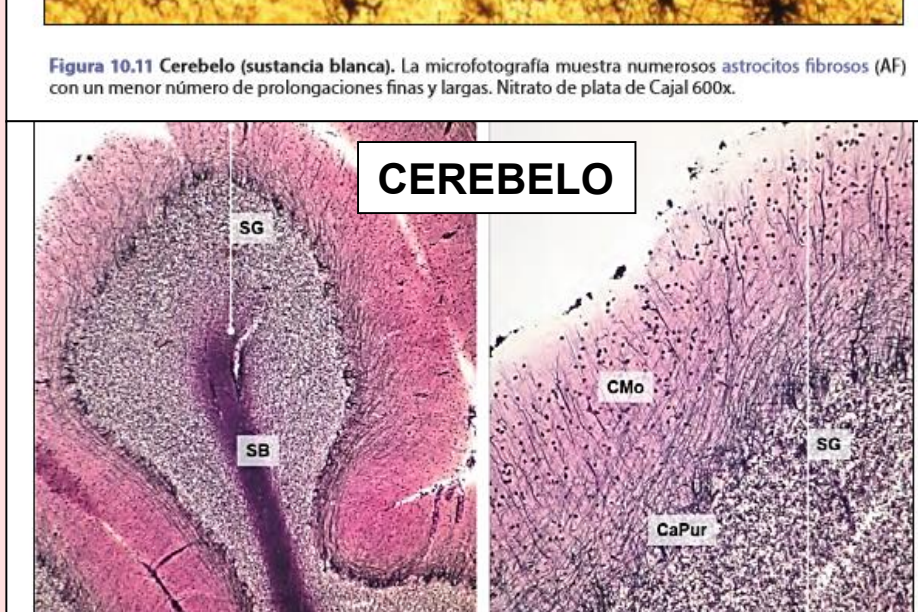 Figura 10.11 Cerebelo (sustancia blanca). La microfotografía muestra numerosos astrocitos fibrosos (AF)
con un menor número de prolongaciones finas y largas. Nitrato de plata de Cajal 600x.
CEREBELO
SG
SB
CMo
SG
CaPur